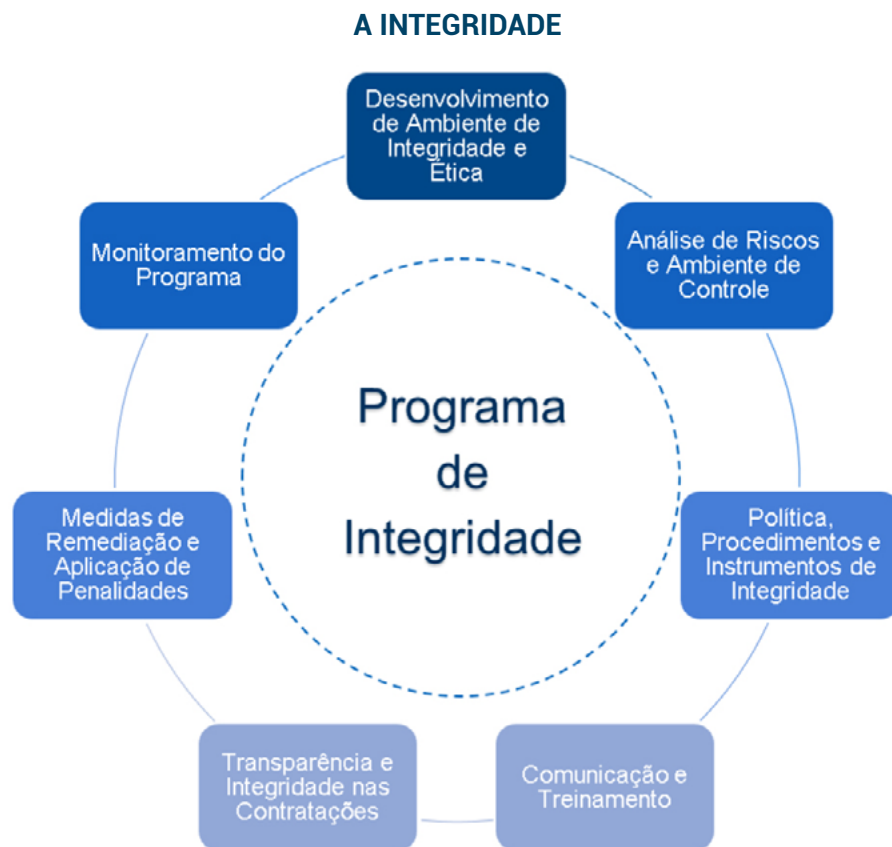 A INTEGRIDADE
Desenvolvimento
de Ambiente de
Integridade e
Ética
Análise de Riscos
e Ambiente de
Controle
Política,
Procedimentos e
Instrumentos de
Integridade
Comunicação e
Treinamento
Transparência e
Integridade nas
Contratações
Medidas de
Remediação e
Aplicação de
Penalidades
Monitoramento do
Programa
Programa
de
Integridade